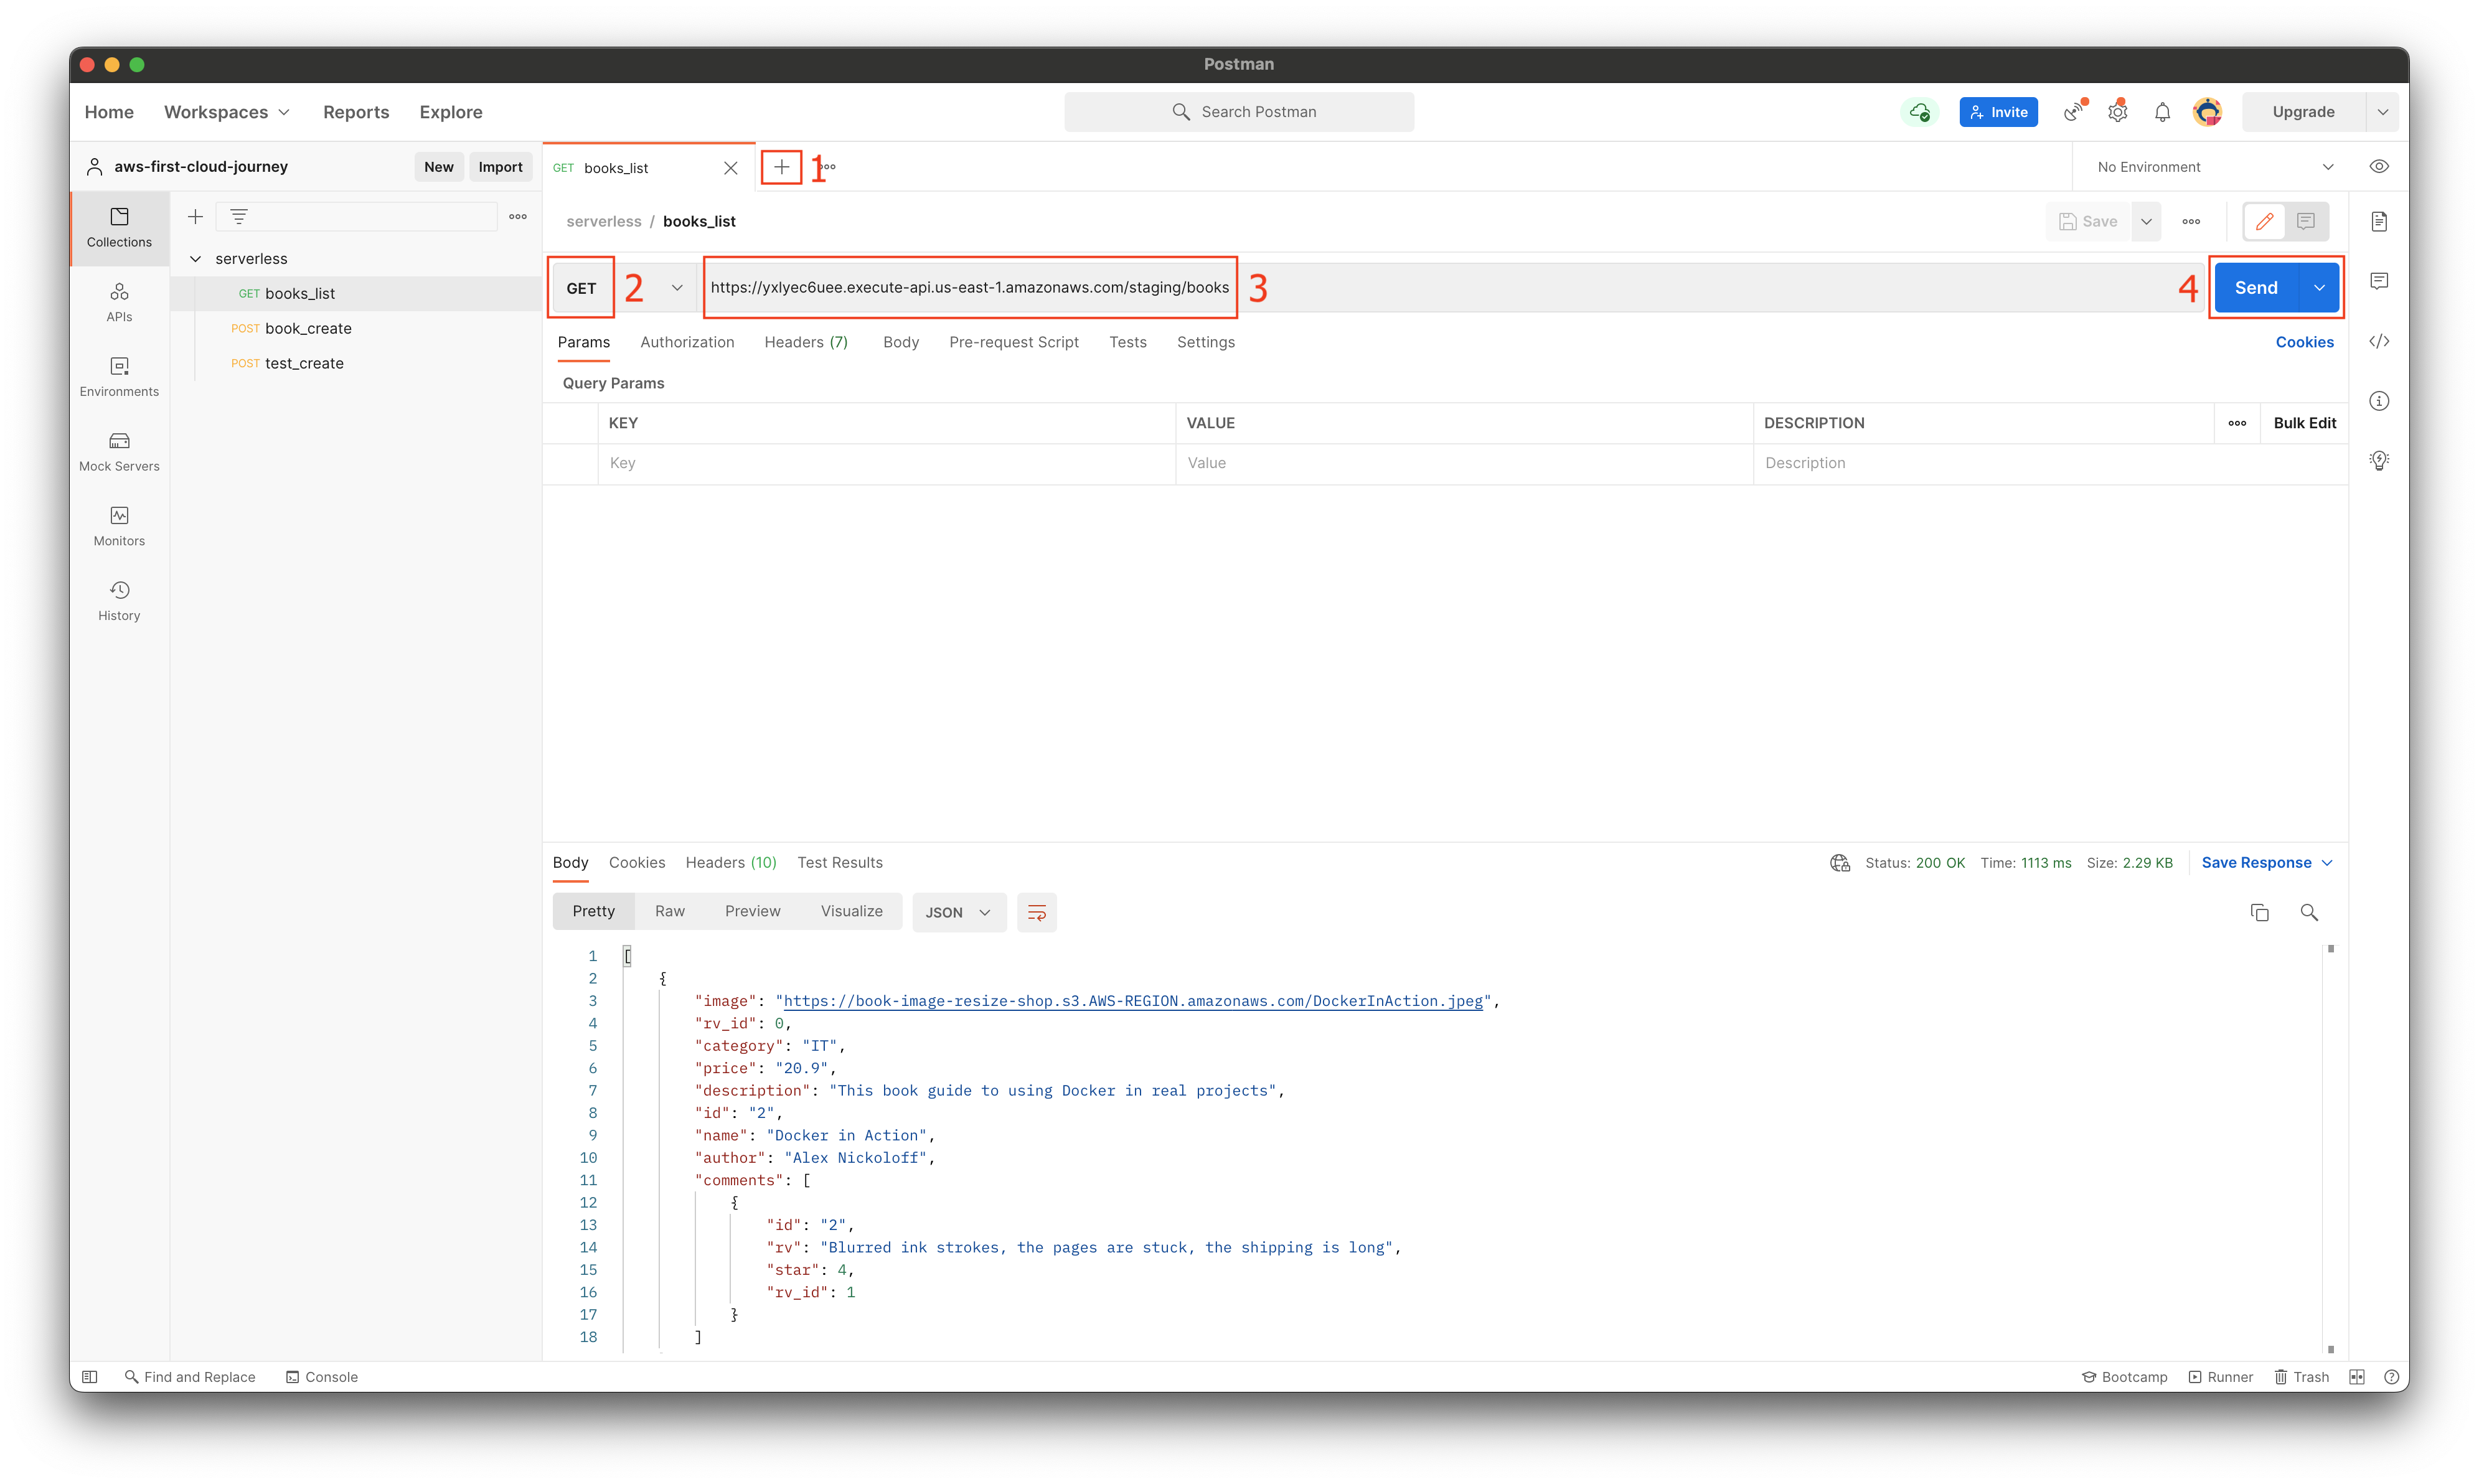 Postman
Home Workspaces Reports Explore Search Postman Invite Upgrade
aws-first-cloud-journey New Import GET books_list 1 No Environment
Collections
serverless / books_list Save
serverless
GET books_list
POST book_create
POST test_create
APIs
Environments
Mock Servers
Monitors
History
GET 2 https://yxlyec6uee.execute-api.us-east-1.amazonaws.com/staging/books 3 4 Send
Params Authorization Headers (7) Body Pre-request Script Tests Settings Cookies
Query Params
KEY VALUE DESCRIPTION Bulk Edit
Key Value Description
Body Cookies Headers (10) Test Results Status: 200 OK Time: 1113 ms Size: 2.29 KB Save Response
Pretty Raw Preview Visualize JSON
1 [
2 {
3 "image": "https://book-image-resize-shop.s3.AWS-REGION.amazonaws.com/DockerInAction.jpeg",
4 "rv_id": 0,
5 "category": "IT",
6 "price": "20.9",
7 "description": "This book guide to using Docker in real projects",
8 "id": "2",
9 "name": "Docker in Action",
10 "author": "Alex Nickoloff",
11 "comments": [
12 {
13 "id": "2",
14 "rv": "Blurred ink strokes, the pages are stuck, the shipping is long",
15 "star": 4,
16 "rv_id": 1
17 }
18 ]
Find and Replace Console Bootcamp Runner Trash